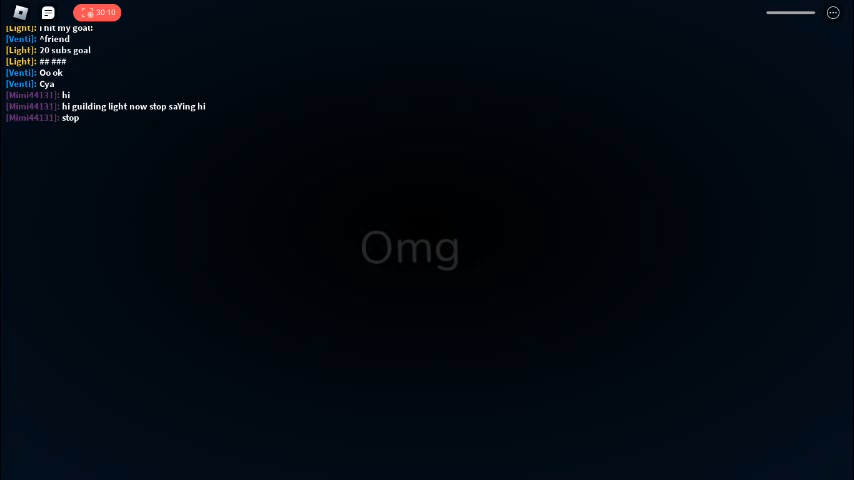 30:10
[Light]: I hit my goal!
[Venti]: ^friend
[Light]: 20 subs goal
[Light]: ## ###
[Venti]: Oo ok
[Venti]: Cya
[Mimi44131]: hi
[Mimi44131]: hi guilding light now stop saYing hi
[Mimi44131]: stop
Omg